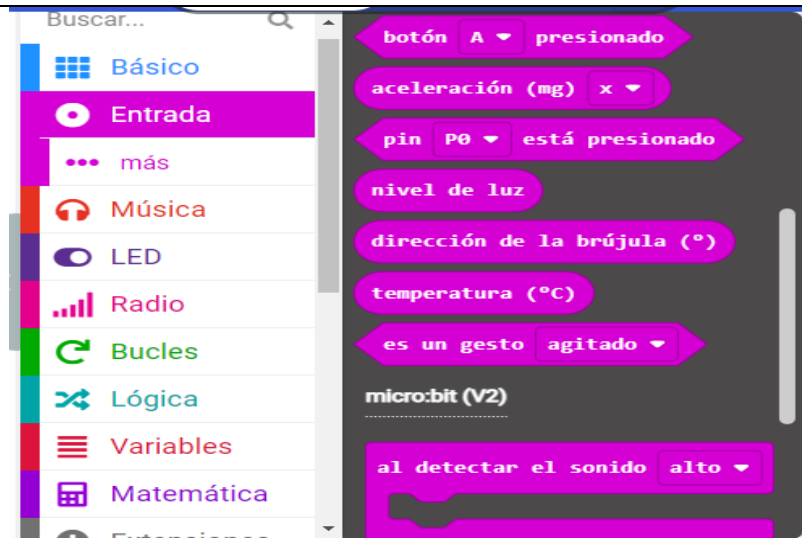 Buscar...
Básico
Entrada
más
Música
LED
Radio
Bucles
Lógica
Variables
Matemática
Extensiones
botón A presionado
aceleración (mg) x
pin P0 está presionado
nivel de luz
dirección de la brújula (º)
temperatura (ºC)
es un gesto agitado
micro:bit (V2)
al detectar el sonido alto